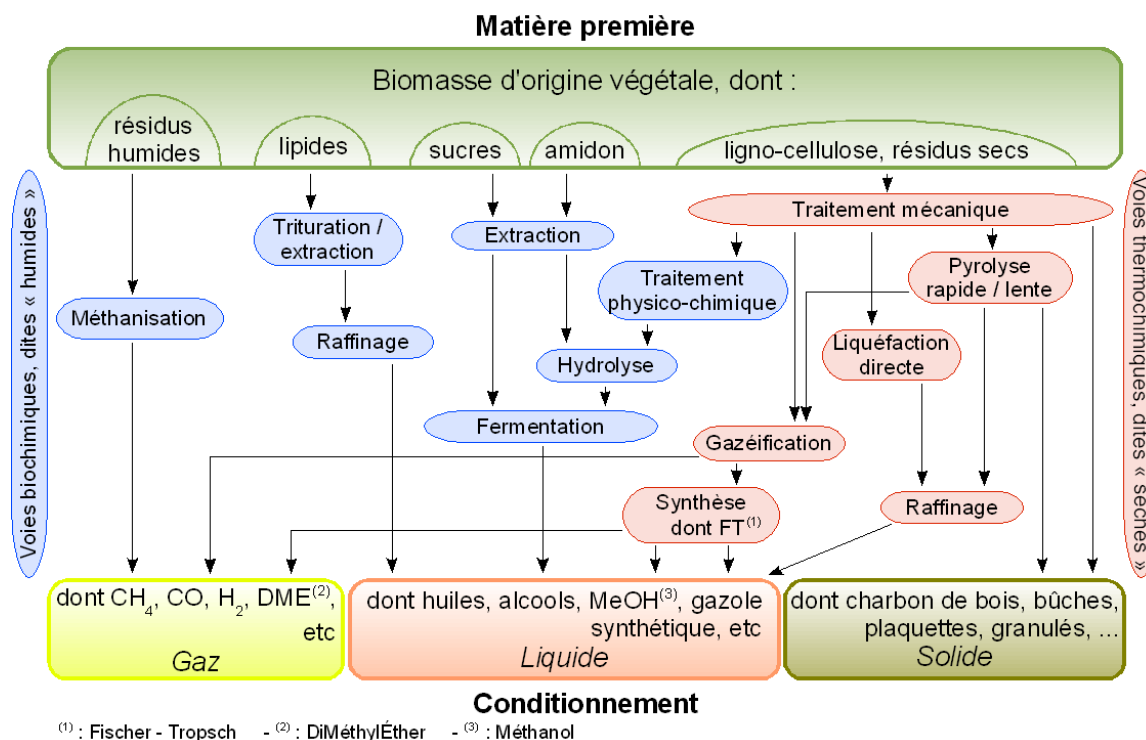 Matière première
Biomasse d'origine végétale, dont :
résidus
humides
lipides
sucres
amidon
ligno-cellulose, résidus secs
Voies biochimiques, dites « humides »
Voies thermochimiques, dites « sèches »
Traitement mécanique
Trituration /
extraction
Extraction
Traitement
physico-chimique
Pyrolyse
rapide / lente
Méthanisation
Raffinage
Hydrolyse
Liquéfaction
directe
Fermentation
Gazéification
Synthèse
dont FT(1)
Raffinage
dont CH4, CO, H2, DME(2),
etc
Gaz
dont huiles, alcools, MeOH(3), gazole
synthétique, etc
Liquide
dont charbon de bois, bûches,
plaquettes, granulés, ...
Solide
Conditionnement
(1) : Fischer - Tropsch - (2) : DiMéthylÉther - (3) : Méthanol